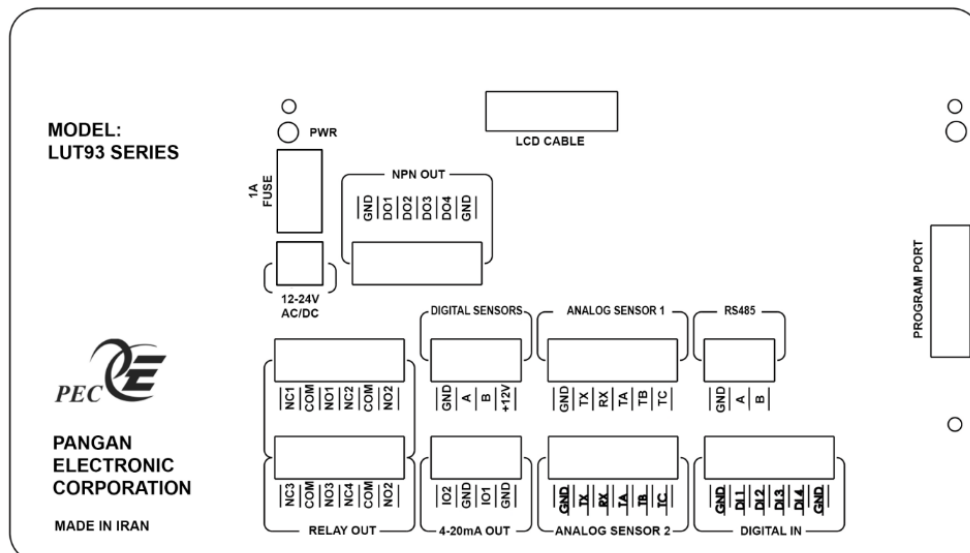 MODEL:
LUT93 SERIES
PWR
1A
FUSE
12-24V
AC/DC
LCD CABLE
NPN OUT
GND DO1 DO2 DO3 DO4 GND
PROGRAM PORT
DIGITAL SENSORS
GND A B +12V
ANALOG SENSOR 1
GND TX RX TA TB TC
RS485
GND A B
NC1 COM NO1 NC2 COM NO2
NC3 COM NO3 NC4 COM NO2
RELAY OUT
IO2 GND IO1 GND
4-20mA OUT
GND TX RX TA TB TC
ANALOG SENSOR 2
GND DI1 DI2 DI3 DI4 GND
DIGITAL IN
PEC
PANGAN
ELECTRONIC
CORPORATION
MADE IN IRAN